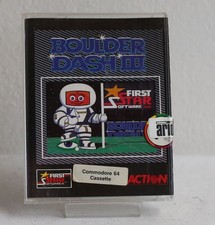 BOULDER
DASH III
FIRST
STAR
SOFTWARE
FIRST
STAR
Commodore 64
Cassette
ACTION